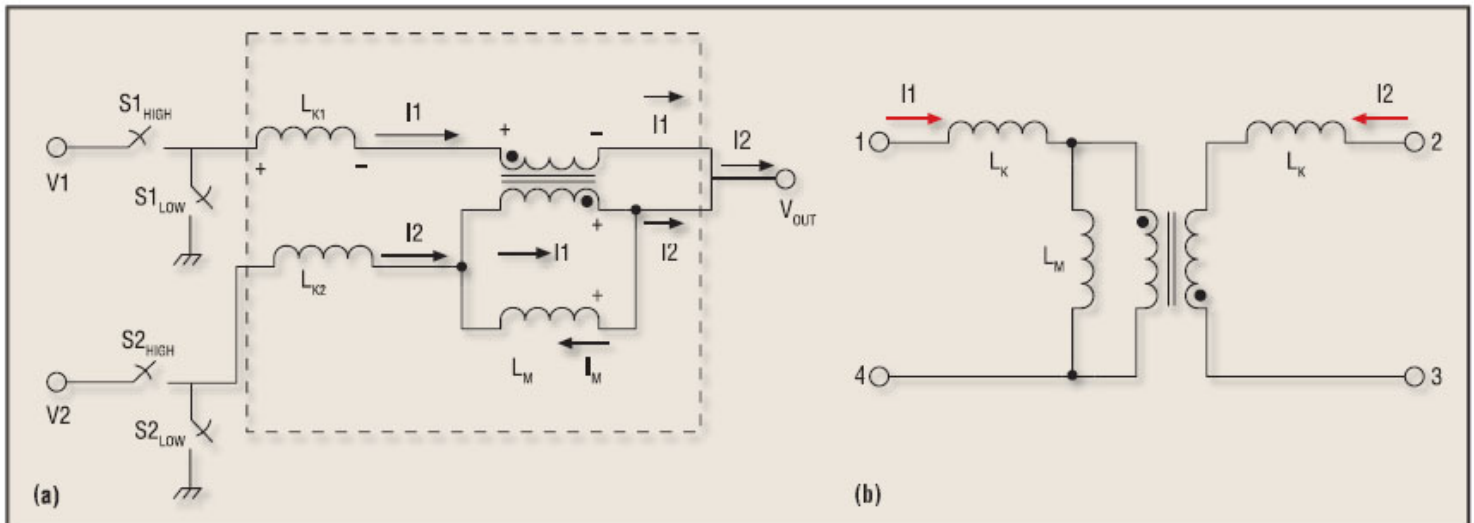 S1HIGH
LK1
I1
I1
I2
+ -
+ -
V1
S1LOW
VOUT
I2
I2
+
I1
LK2
+
LM
IM
S2HIGH
V2
S2LOW
(a)
I1
I2
1
LK
LK
2
LM
4
3
(b)